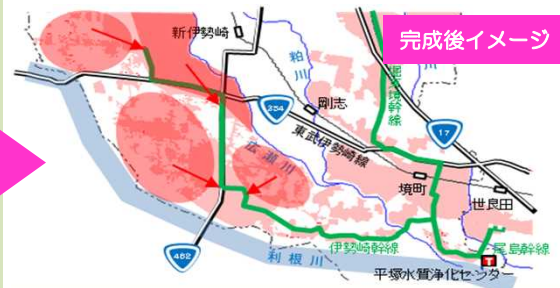 完成後イメージ
新伊勢崎
粕川
剛志
354
東武伊勢崎線
広瀬川
17
境町
世良田
伊勢崎幹線
尾島幹線
462
利根川
平塚水質浄化センター
T